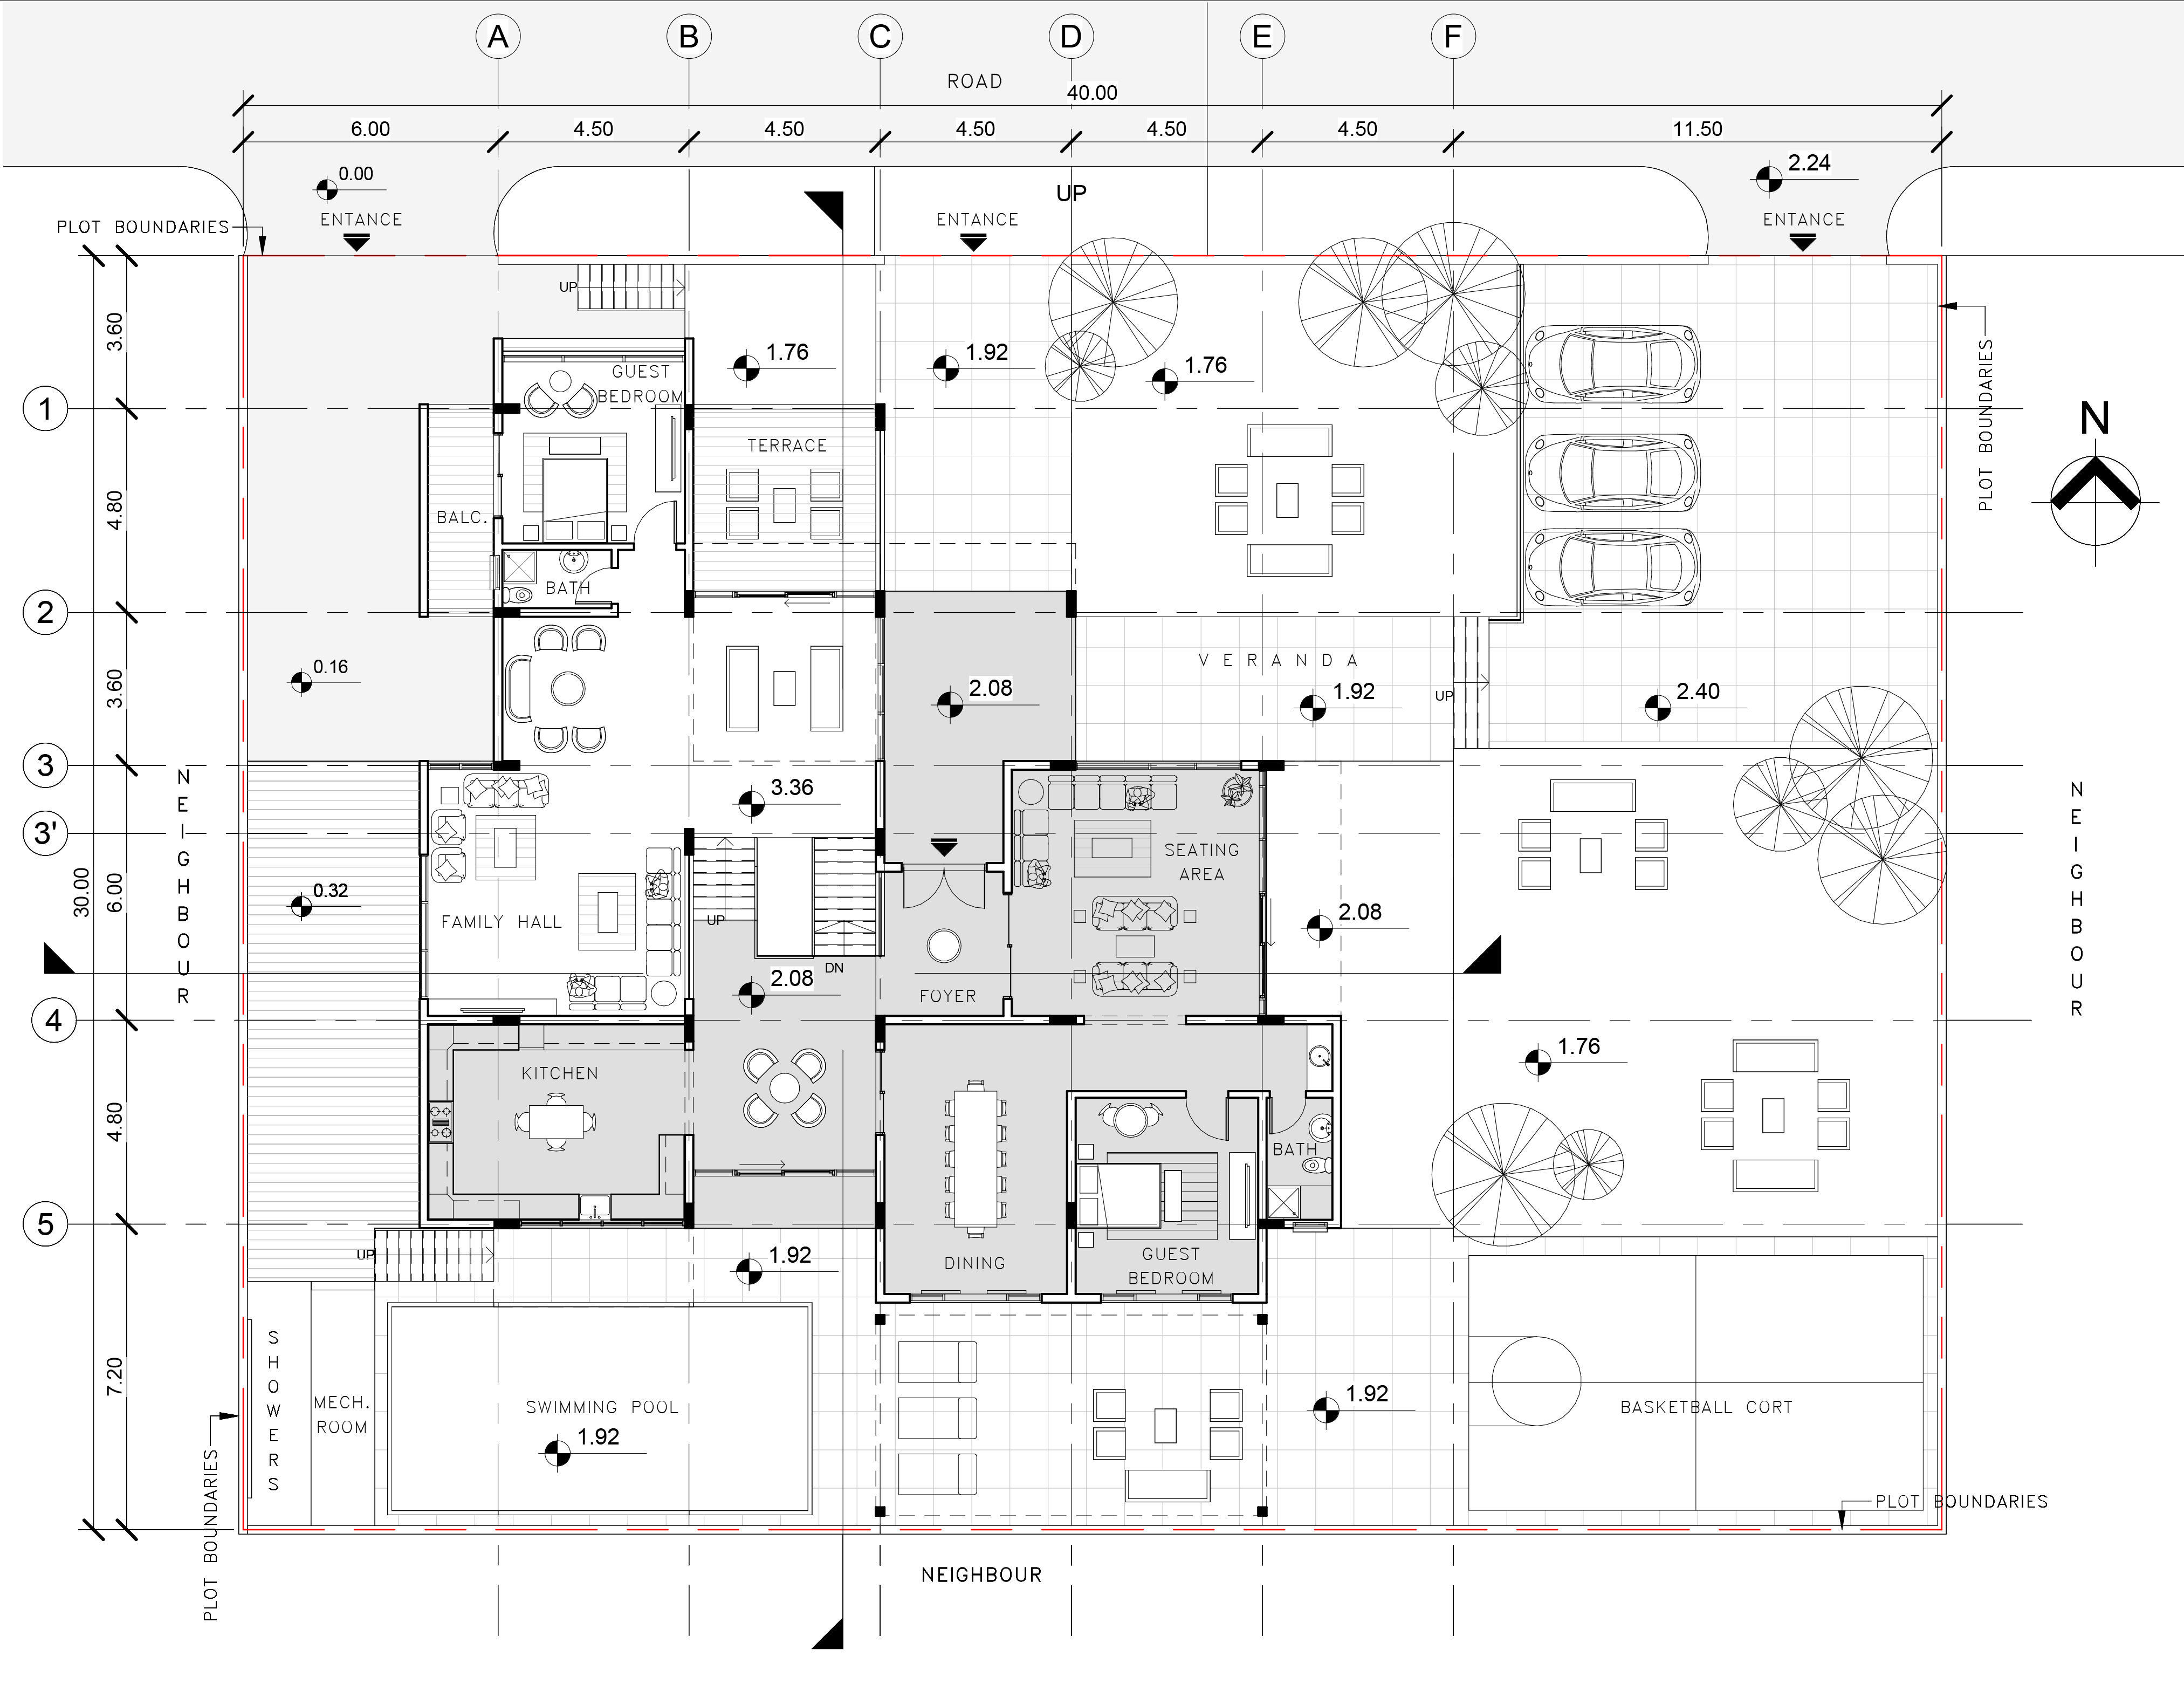 A B C D E F
ROAD
40.00
6.00 4.50 4.50 4.50 4.50 4.50 11.50
0.00
2.24
UP
ENTANCE
ENTANCE
ENTANCE
PLOT BOUNDARIES
UP
3.60
GUEST
BEDROOM
1.76
1.92
1.76
PLOT BOUNDARIES
N
1
TERRACE
4.80
BALC.
BATH
2
3.60
0.16
2.08
VERANDA
1.92
UP
2.40
3
NEIGHBOUR
NEIGHBOUR
3.36
3'
SEATING
AREA
30.00
6.00
0.32
FAMILY HALL
UP
2.08
DN
2.08
FOYER
4
KITCHEN
1.76
4.80
BATH
5
UP
1.92
DINING
GUEST
BEDROOM
7.20
SHOWERS
MECH.
ROOM
SWIMMING POOL
1.92
1.92
BASKETBALL CORT
PLOT BOUNDARIES
PLOT BOUNDARIES
NEIGHBOUR